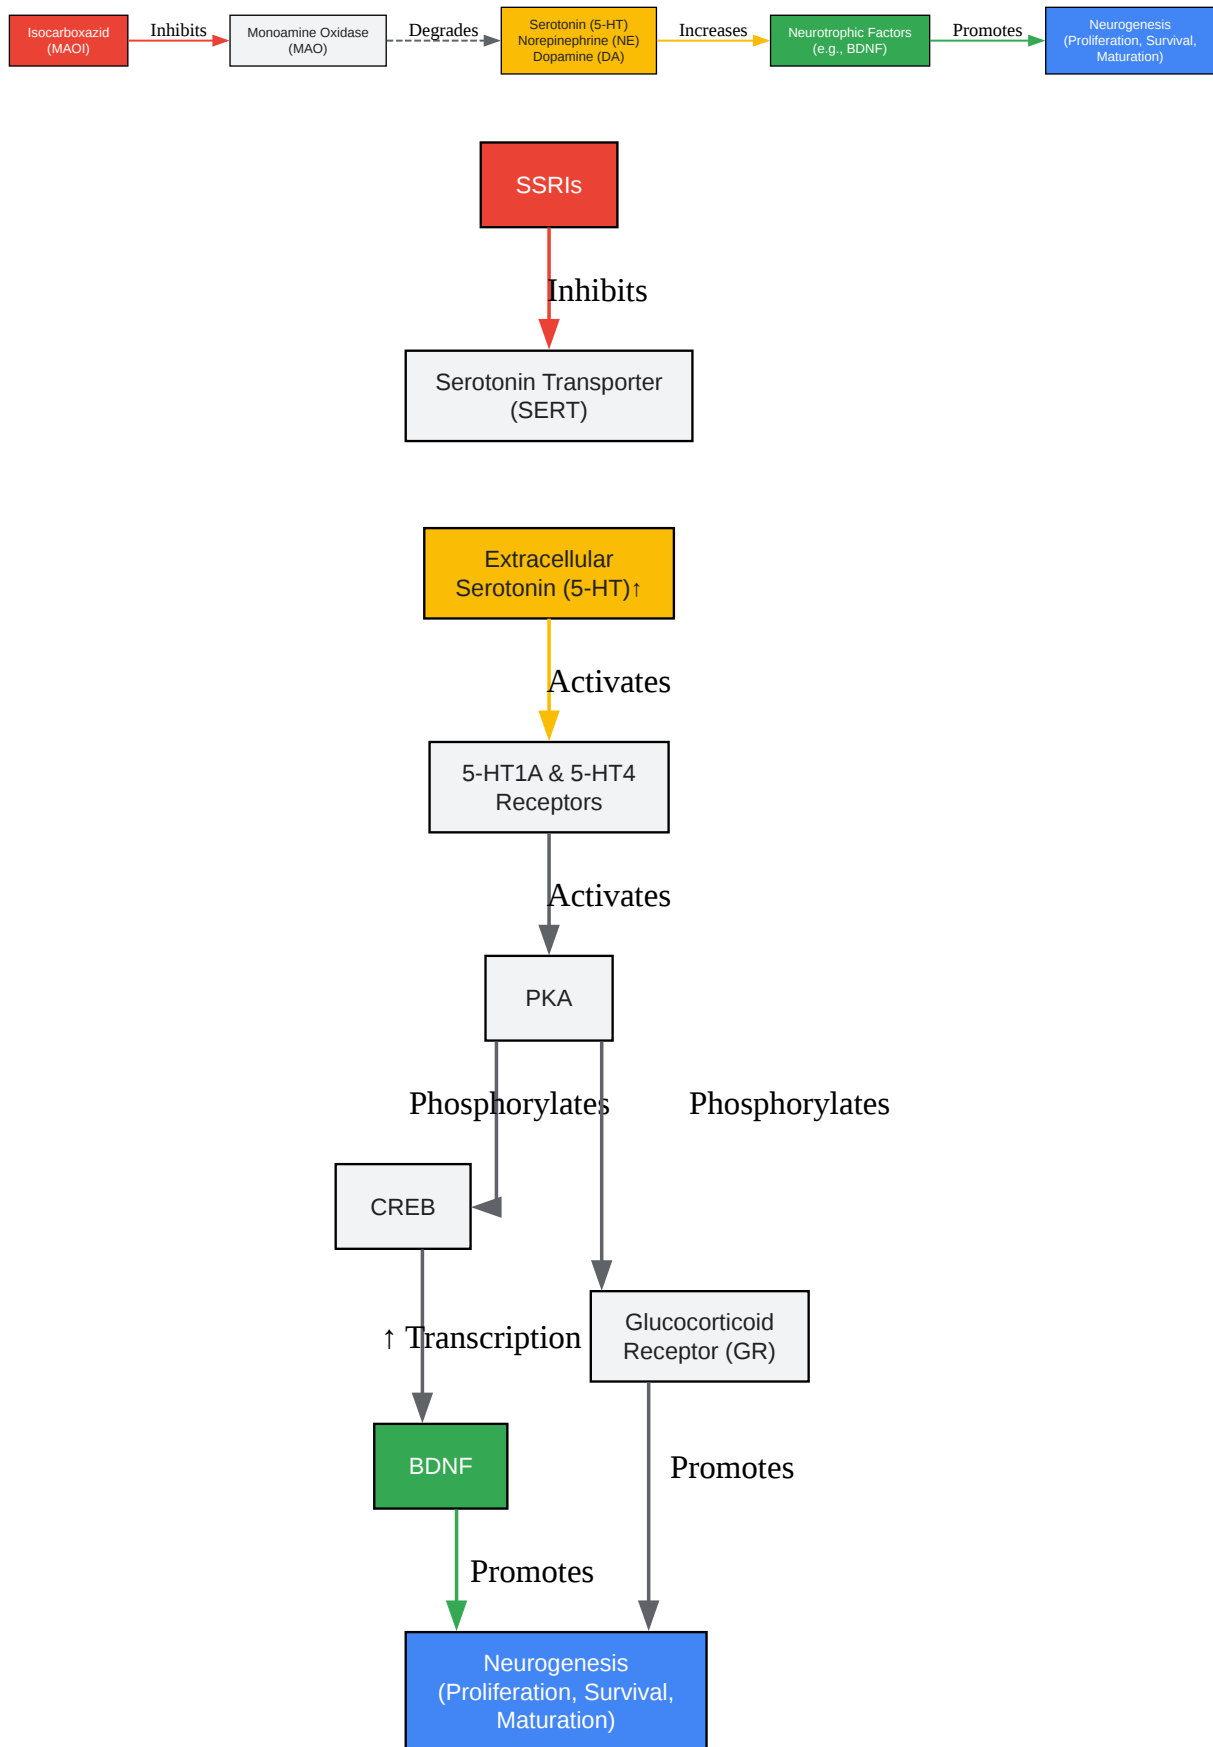 Isocarboxazid
(MAOI)
Inhibits
Monoamine Oxidase
(MAO)
Degrades
Serotonin (5-HT)
Norepinephrine (NE)
Dopamine (DA)
Increases
Neurotrophic Factors
(e.g., BDNF)
Promotes
Neurogenesis
(Proliferation, Survival,
Maturation)
SSRIs
Inhibits
Serotonin Transporter
(SERT)
Extracellular
Serotonin (5-HT)↑
Activates
5-HT1A & 5-HT4
Receptors
Activates
PKA
Phosphorylates
Phosphorylates
CREB
Glucocorticoid
Receptor (GR)
↑ Transcription
BDNF
Promotes
Promotes
Neurogenesis
(Proliferation, Survival,
Maturation)